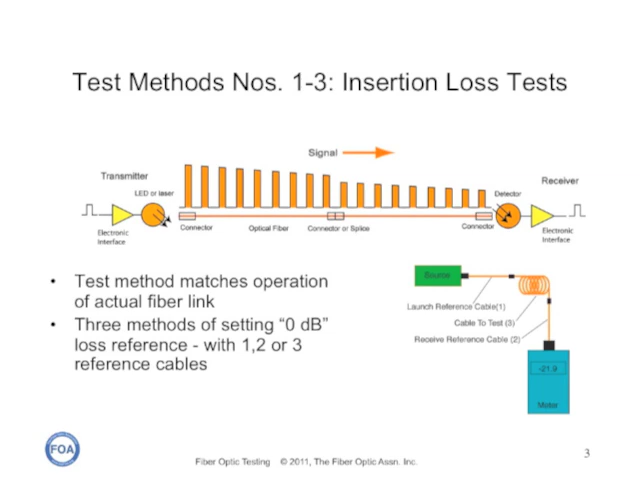 Test Methods Nos. 1-3: Insertion Loss Tests
Signal
Transmitter
Receiver
LED or laser
Detector
Connector
Optical Fiber
Connector or Splice
Connector
Electronic
Interface
Electronic
Interface
• Test method matches operation
of actual fiber link
• Three methods of setting “0 dB”
loss reference - with 1,2 or 3
reference cables
Source
Launch Reference Cable(1)
Cable To Test (3)
Receive Reference Cable (2)
-21.9
Meter
FOA
Fiber Optic Testing © 2011, The Fiber Optic Assn. Inc.
3